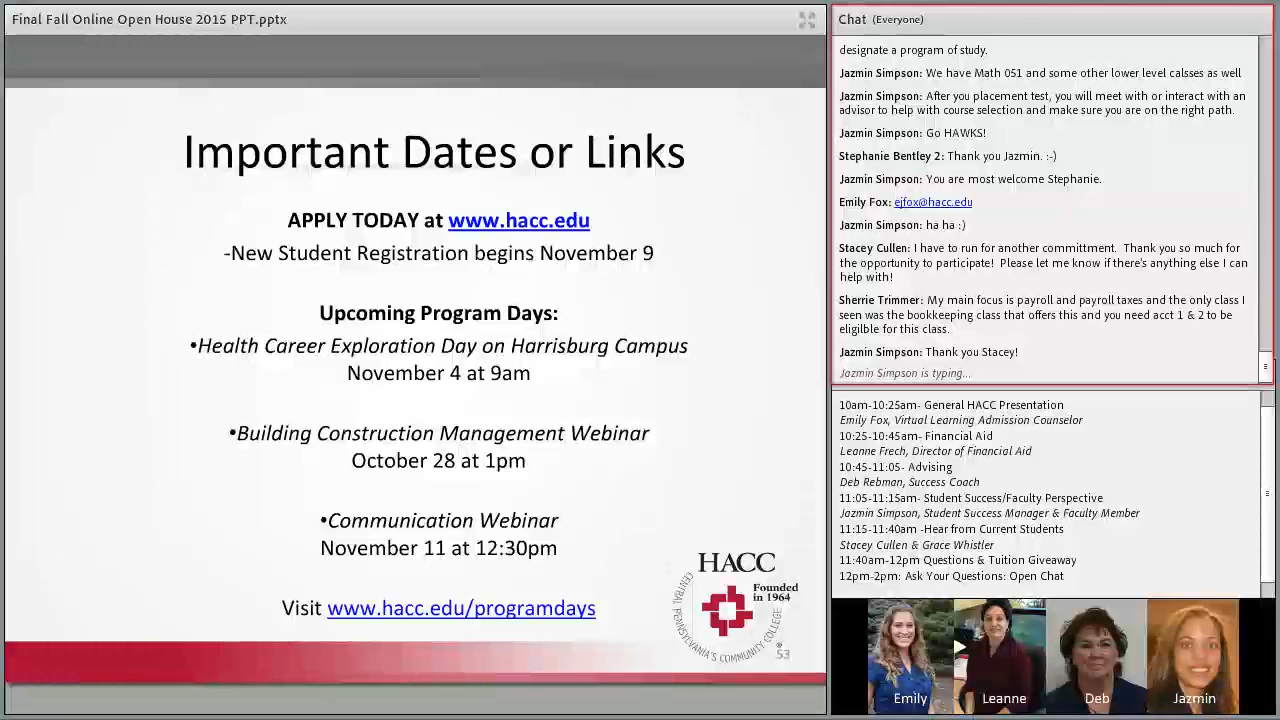 Final Fall Online Open House 2015 PPT.pptx
Important Dates or Links
APPLY TODAY at www.hacc.edu
-New Student Registration begins November 9
Upcoming Program Days:
•Health Career Exploration Day on Harrisburg Campus
November 4 at 9am
•Building Construction Management Webinar
October 28 at 1pm
•Communication Webinar
November 11 at 12:30pm
Visit www.hacc.edu/programdays
HACC
Founded
in 1964
CENTRAL PENNSYLVANIA'S COMMUNITY COLLEGE
®
53
Chat (Everyone)
designate a program of study.
Jazmin Simpson: We have Math 051 and some other lower level calsses as well
Jazmin Simpson: After you placement test, you will meet with or interact with an
advisor to help with course selection and make sure you are on the right path.
Jazmin Simpson: Go HAWKS!
Stephanie Bentley 2: Thank you Jazmin. :-)
Jazmin Simpson: You are most welcome Stephanie.
Emily Fox: ejfox@hacc.edu
Jazmin Simpson: ha ha :)
Stacey Cullen: I have to run for another committment.  Thank you so much for
the opportunity to participate!  Please let me know if there's anything else I can
help with!
Sherrie Trimmer: My main focus is payroll and payroll taxes and the only class I
seen was the bookkeeping class that offers this and you need acct 1 & 2 to be
eligilble for this class.
Jazmin Simpson: Thank you Stacey!
Jazmin Simpson is typing...
10am-10:25am- General HACC Presentation
Emily Fox, Virtual Learning Admission Counselor
10:25-10:45am- Financial Aid
Leanne Frech, Director of Financial Aid
10:45-11:05- Advising
Deb Rebman, Success Coach
11:05-11:15am- Student Success/Faculty Perspective
Jazmin Simpson, Student Success Manager & Faculty Member
11:15-11:40am -Hear from Current Students
Stacey Cullen & Grace Whistler
11:40am-12pm Questions & Tuition Giveaway
12pm-2pm: Ask Your Questions: Open Chat
Emily
Leanne
Deb
Jazmin